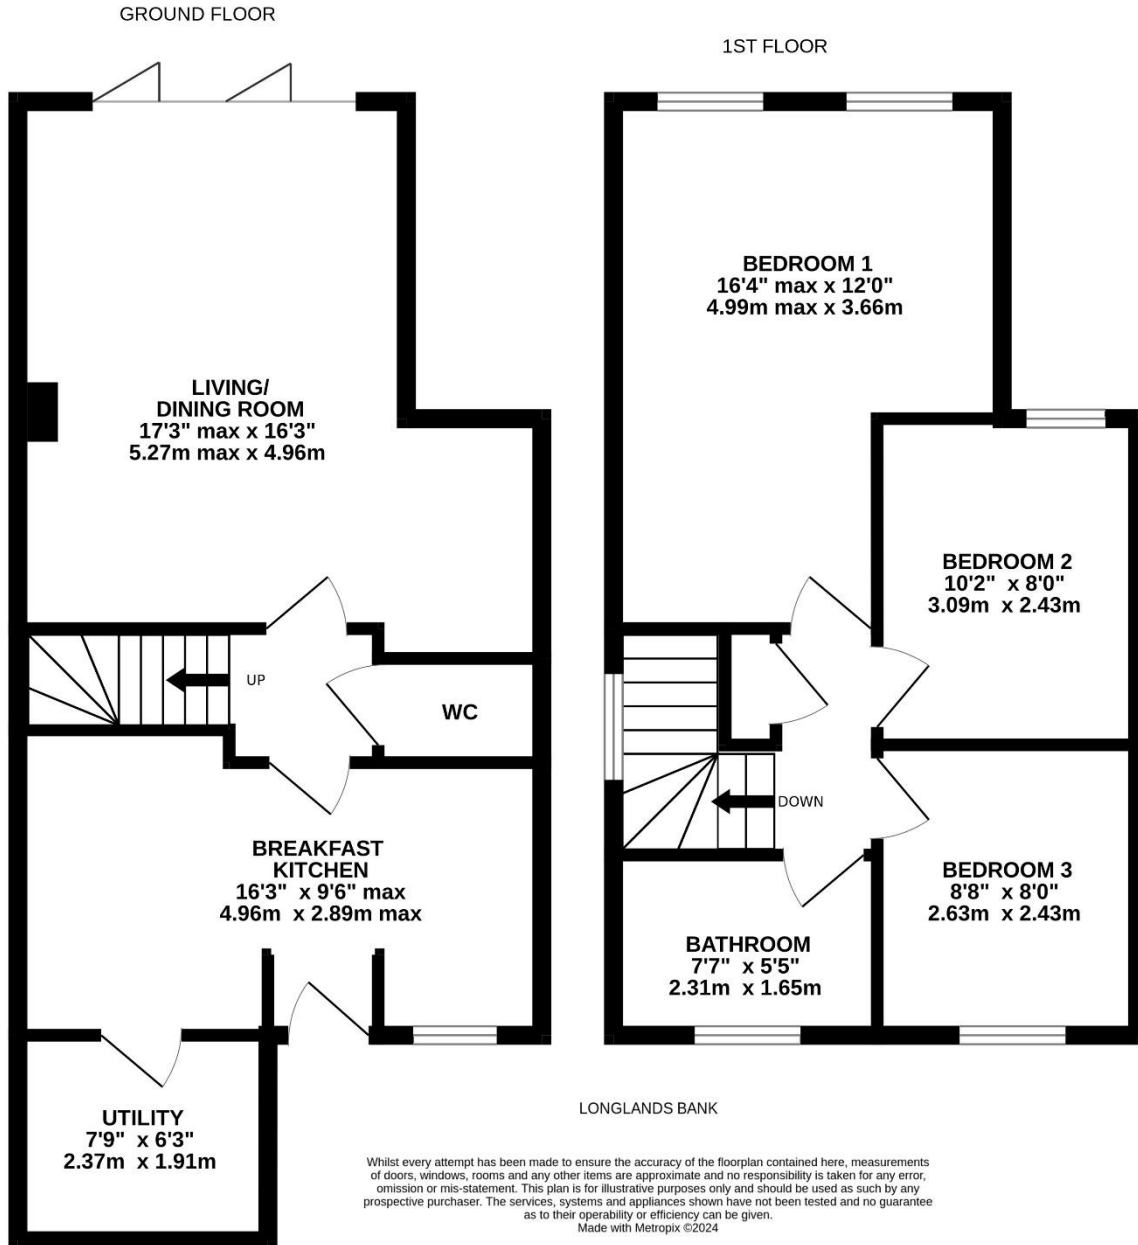 GROUND FLOOR
LIVING/
DINING ROOM
17'3" max x 16'3"
5.27m max x 4.96m
UP
WC
BREAKFAST
KITCHEN
16'3" x 9'6" max
4.96m x 2.89m max
UTILITY
7'9" x 6'3"
2.37m x 1.91m
1ST FLOOR
BEDROOM 1
16'4" max x 12'0"
4.99m max x 3.66m
BEDROOM 2
10'2" x 8'0"
3.09m x 2.43m
DOWN
BEDROOM 3
8'8" x 8'0"
2.63m x 2.43m
BATHROOM
7'7" x 5'5"
2.31m x 1.65m
LONGLANDS BANK
Whilst every attempt has been made to ensure the accuracy of the floorplan contained here, measurements
of doors, windows, rooms and any other items are approximate and no responsibility is taken for any error,
omission or mis-statement. This plan is for illustrative purposes only and should be used as such by any
prospective purchaser. The services, systems and appliances shown have not been tested and no guarantee
as to their operability or efficiency can be given.
Made with Metropix ©2024